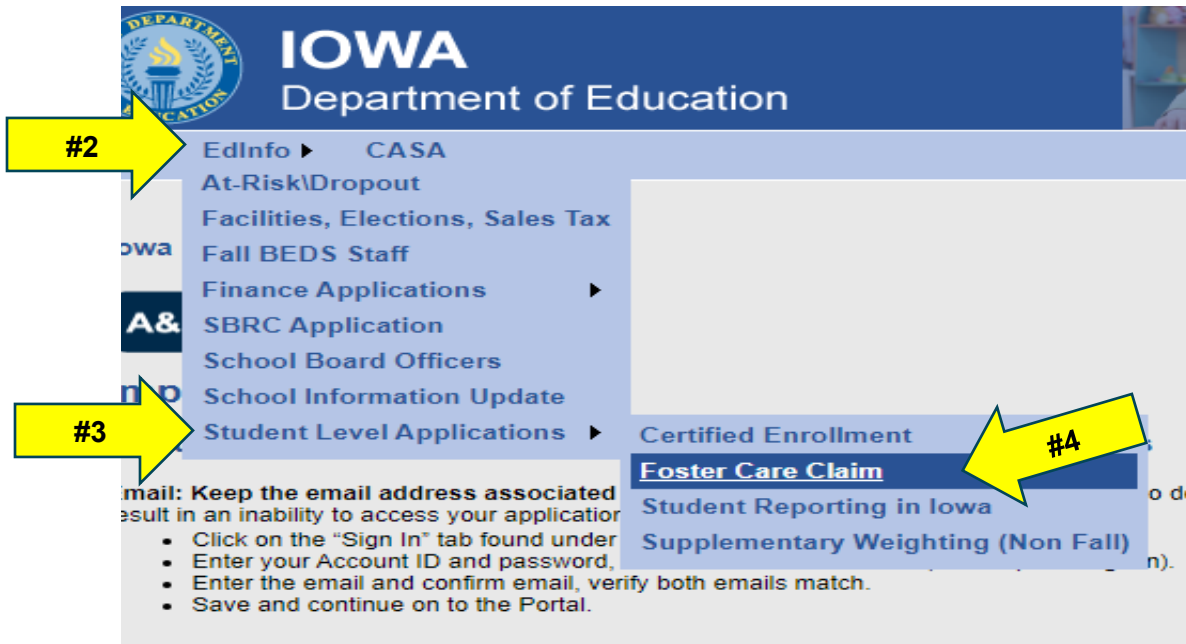 DEPARTMENT
EDUCATION
IOWA
Department of Education
#2
EdInfo CASA
At-Risk\Dropout
Facilities, Elections, Sales Tax
Fall BEDS Staff
Finance Applications
SBRC Application
School Board Officers
School Information Update
#3
Student Level Applications
Certified Enrollment
#4
Foster Care Claim
Student Reporting in Iowa
Supplementary Weighting (Non Fall)
owa
A&
mail: Keep the email address associated
esult in an inability to access your application
• Click on the “Sign In” tab found under
• Enter your Account ID and password, n).
• Enter the email and confirm email, verify both emails match.
• Save and continue on to the Portal.